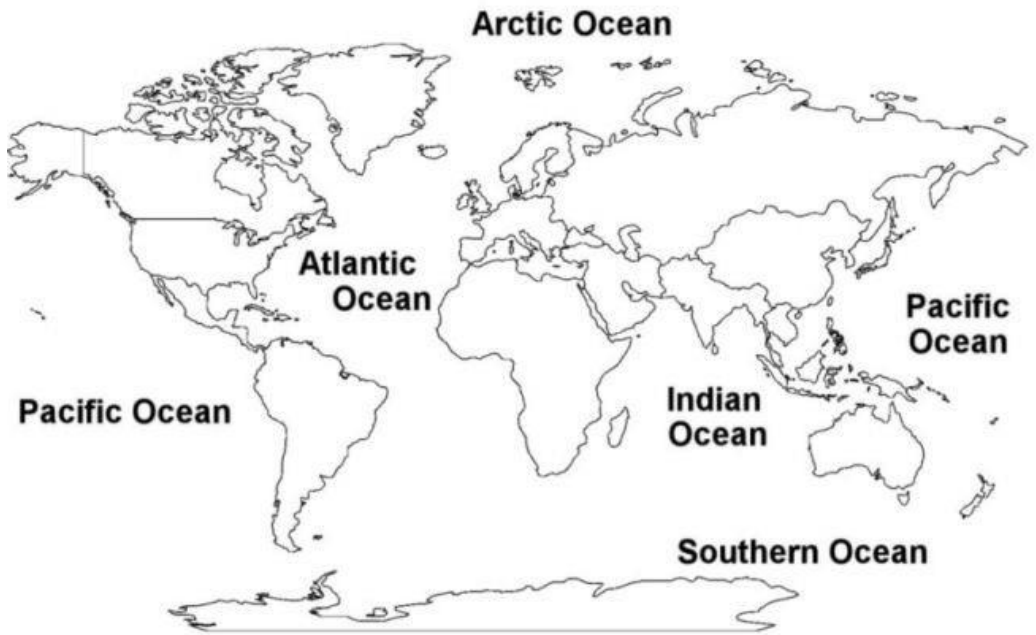 Arctic Ocean
Atlantic
Ocean
Pacific
Ocean
Pacific Ocean
Indian
Ocean
Southern Ocean